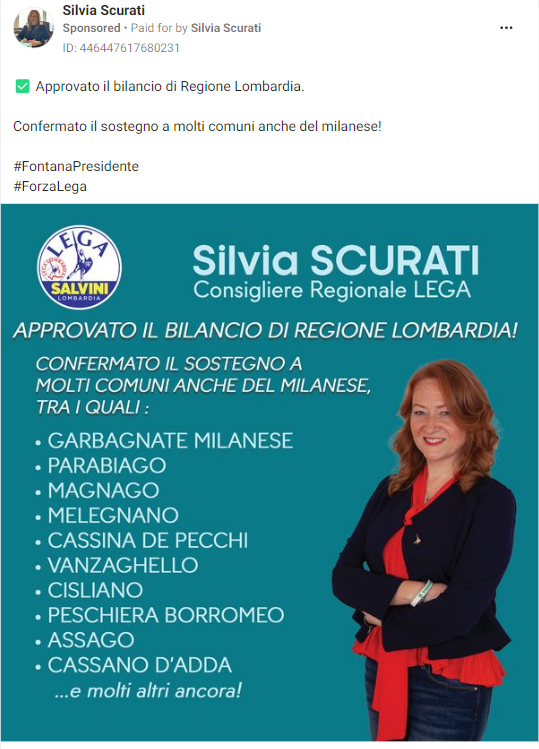 Silvia Scurati
Sponsored • Paid for by Silvia Scurati
ID: 446447617680231
✅ Approvato il bilancio di Regione Lombardia.
Confermato il sostegno a molti comuni anche del milanese!
#FontanaPresidente
#ForzaLega
LEGA
SALVINI
LOMBARDIA
Silvia SCURATI
Consigliere Regionale LEGA
APPROVATO IL BILANCIO DI REGIONE LOMBARDIA!
CONFERMATO IL SOSTEGNO A
MOLTI COMUNI ANCHE DEL MILANESE,
TRA I QUALI :
• GARBAGNATE MILANESE
• PARABIAGO
• MAGNAGO
• MELEGNANO
• CASSINA DE PECCHI
• VANZAGHELLO
• CISLIANO
• PESCHIERA BORROMEO
• ASSAGO
• CASSANO D'ADDA
...e molti altri ancora!